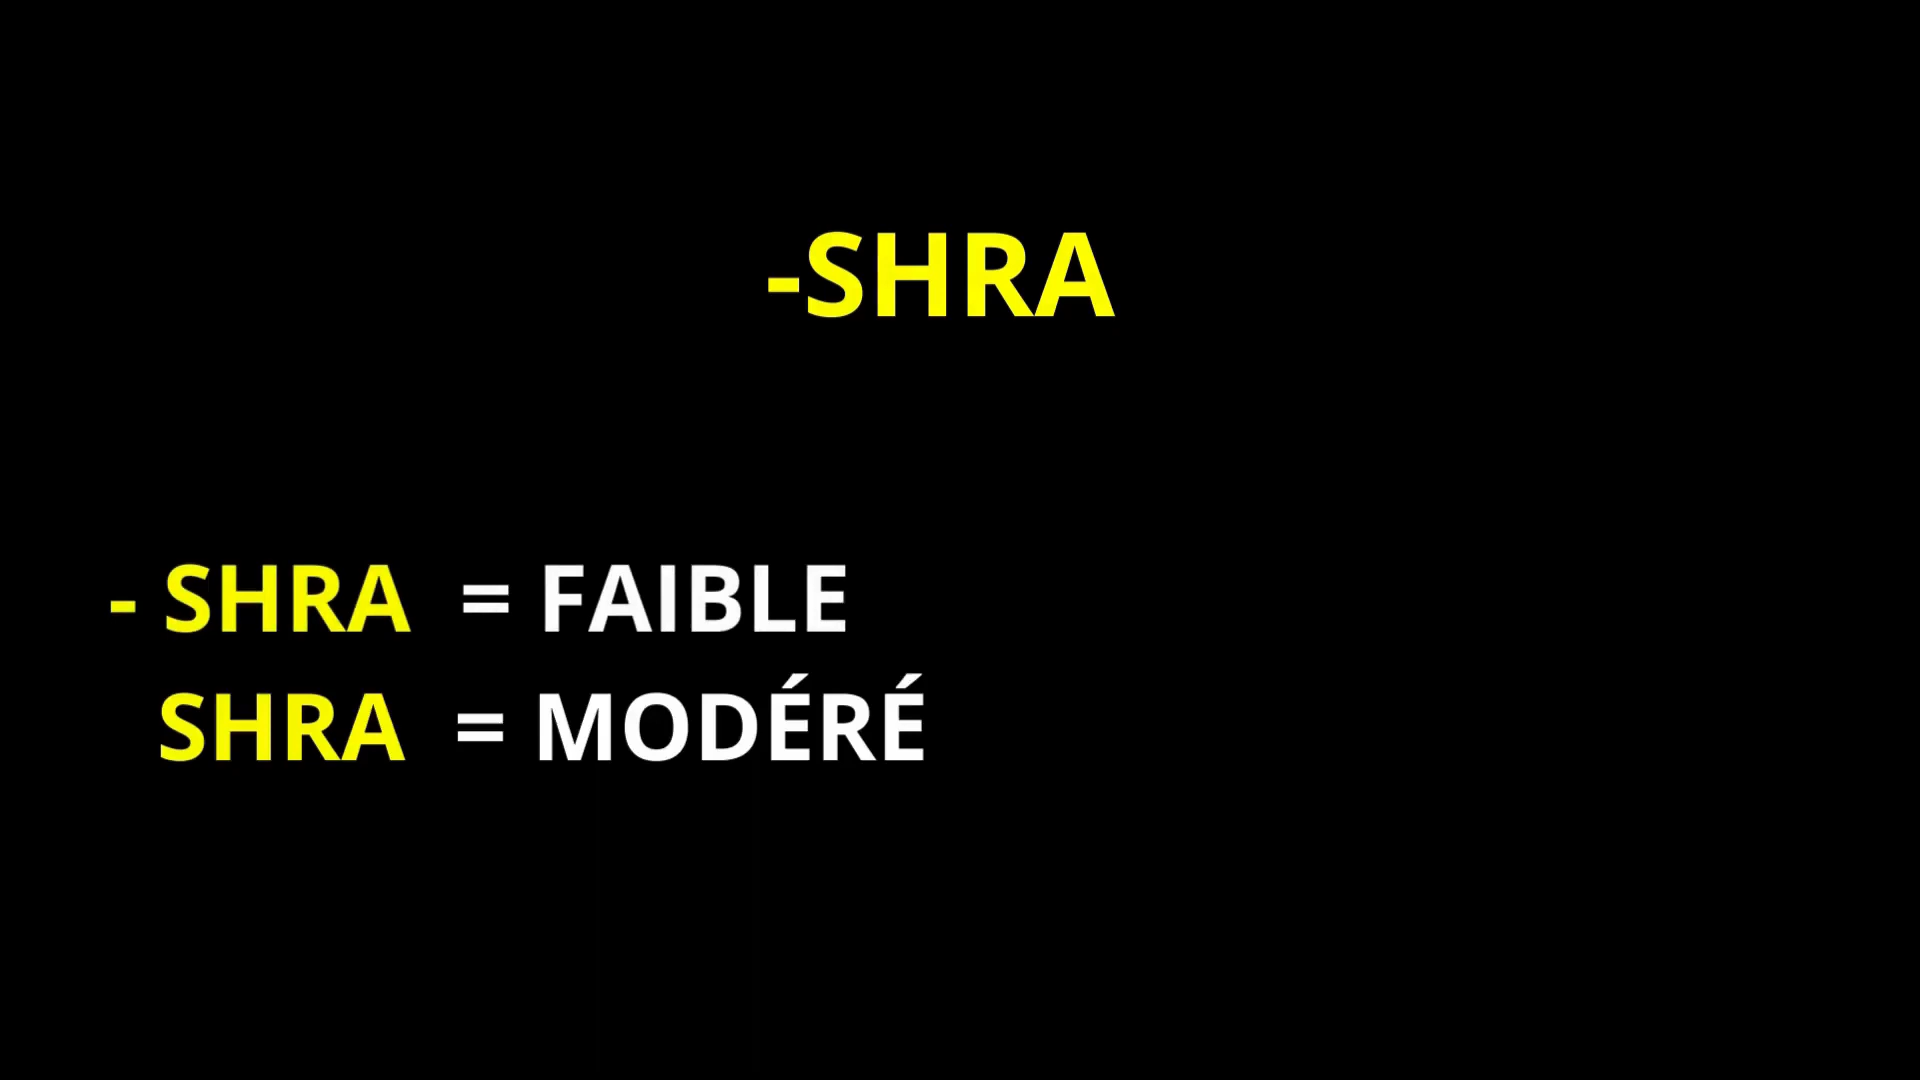 -SHRA
- SHRA = FAIBLE
SHRA = MODÉRÉ